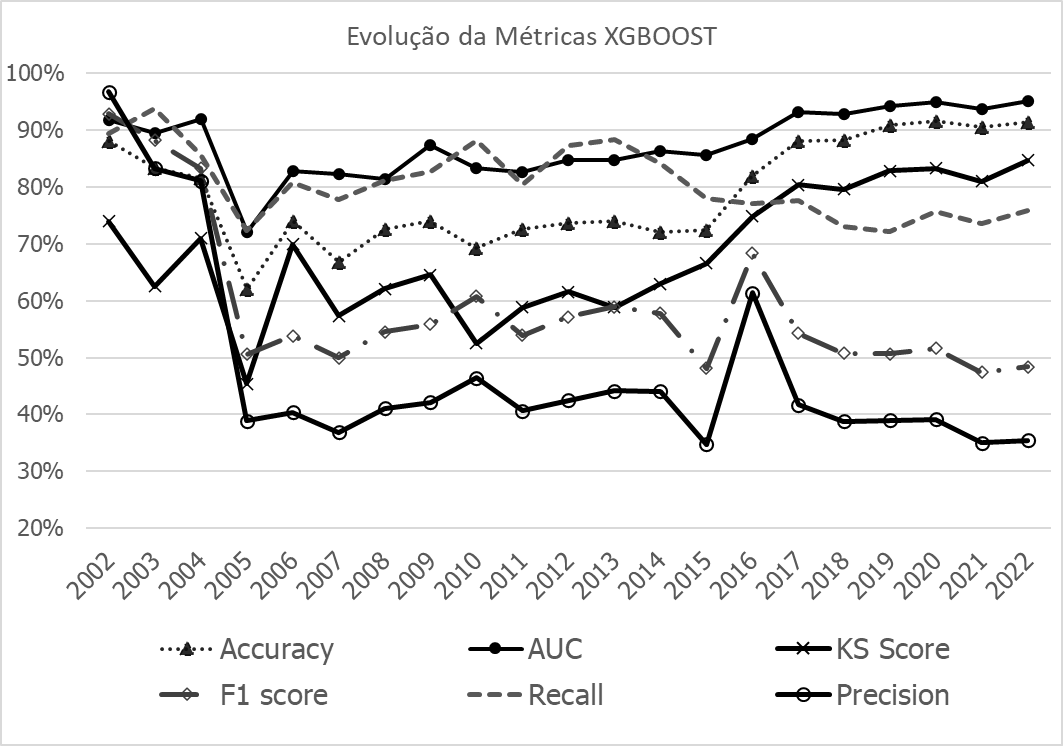 Evolução da Métricas XGBOOST
100%
90%
80%
70%
60%
50%
40%
30%
20%
2002 2003 2004 2005 2006 2007 2008 2009 2010 2011 2012 2013 2014 2015 2016 2017 2018 2019 2020 2021 2022
Accuracy AUC KS Score
F1 score Recall Precision